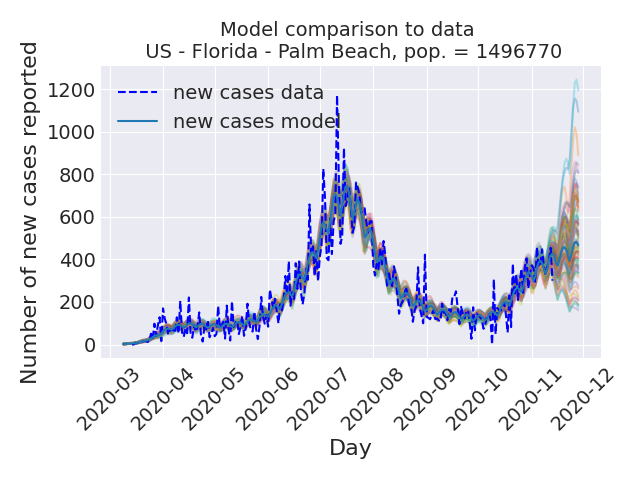 Model comparison to data
US - Florida - Palm Beach, pop. = 1496770
Number of new cases reported
1200
1000
800
600
400
200
0
new cases data
new cases model
2020-03
2020-04
2020-05
2020-06
2020-07
2020-08
2020-09
2020-10
2020-11
2020-12
Day